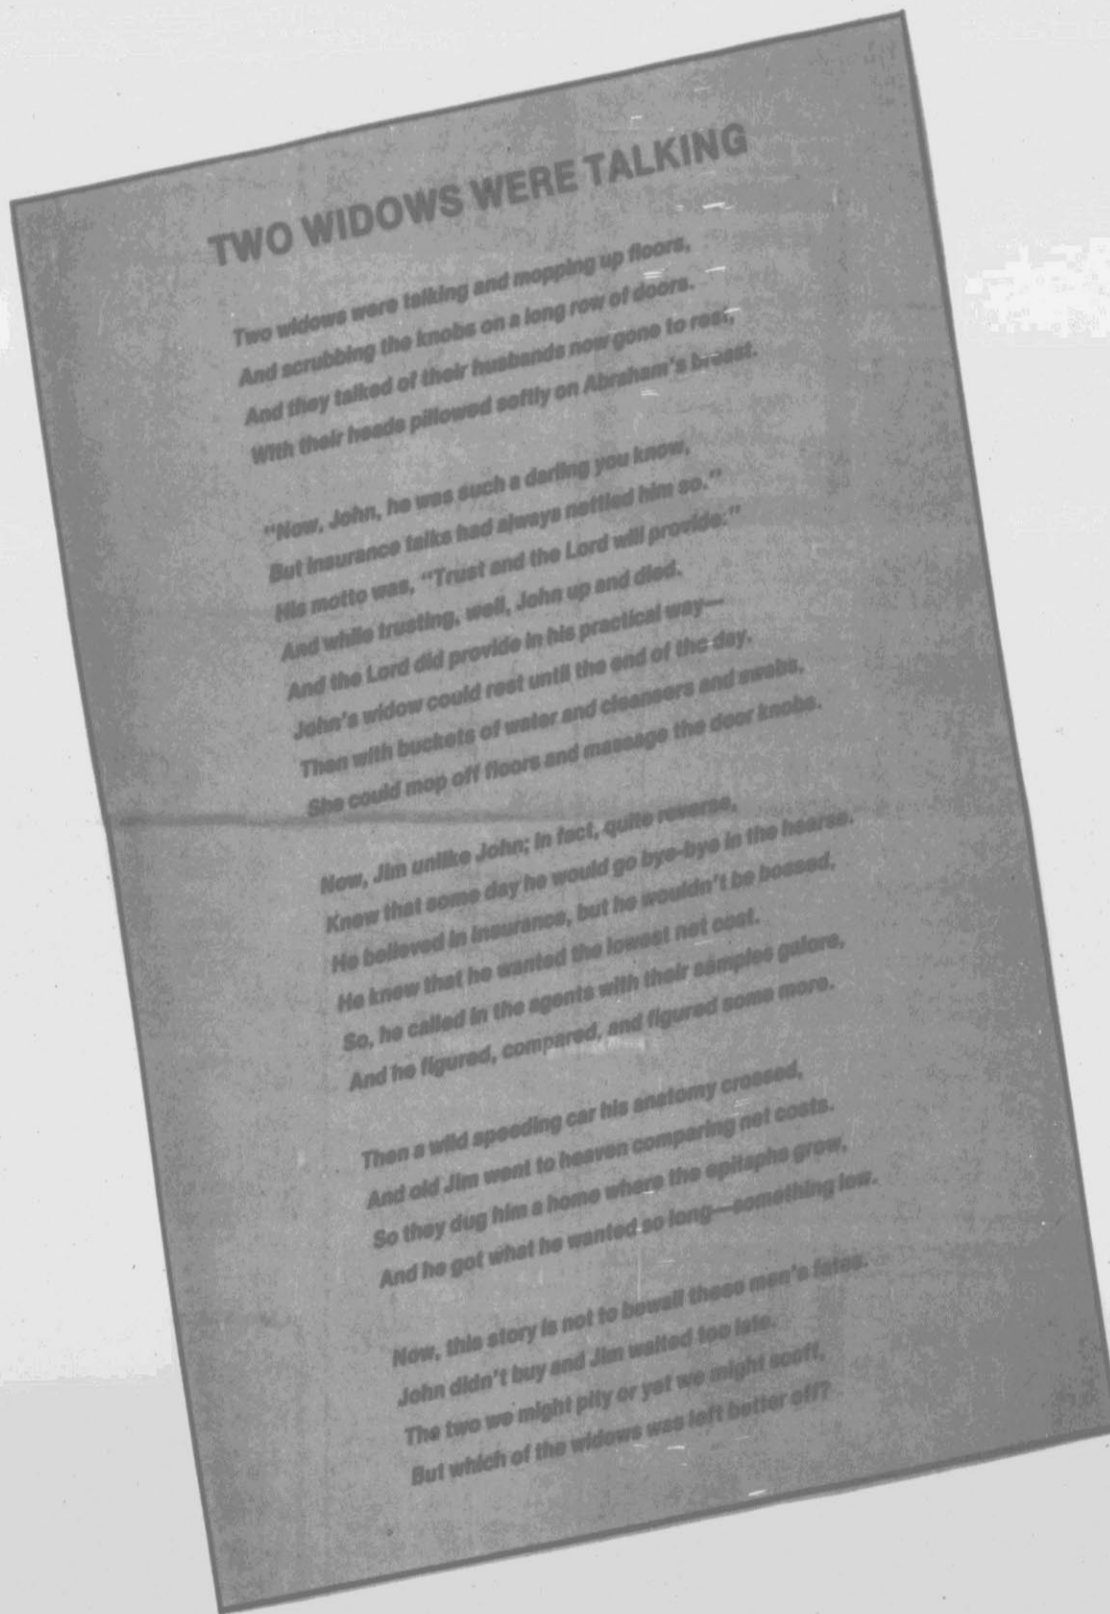 TWO WIDOWS WERE TALKING
Two widows were talking and mopping up floors,
And scrubbing the knobs on a long row of doors.
And they talked of their husbands now gone to rest,
With their heads pillowed softly on Abraham's breast.
"Now, John, he was such a darling you know,
But insurance talks had always nettled him so."
His motto was, "Trust and the Lord will provide:"
And while trusting, well, John up and died.
And the Lord did provide in his practical way—
John's widow could rest until the end of the day.
Then with buckets of water and cleansers and swabs,
She could mop off floors and massage the door knobs.
Now, Jim unlike John; in fact, quite reverse,
Knew that some day he would go bye-bye in the hearse.
He believed in insurance, but he wouldn't be bossed,
He knew that he wanted the lowest net cost.
So, he called in the agents with their samples galore,
And he figured, compared, and figured some more.
Then a wild speeding car his anatomy crossed,
And old Jim went to heaven comparing net costs.
So they dug him a home where the epitaphs grow,
And he got what he wanted so long—something low.
Now, this story is not to bewail these men's fates.
John didn't buy and Jim waited too late.
The two we might pity or yet we might scoff,
But which of the widows was left better off?